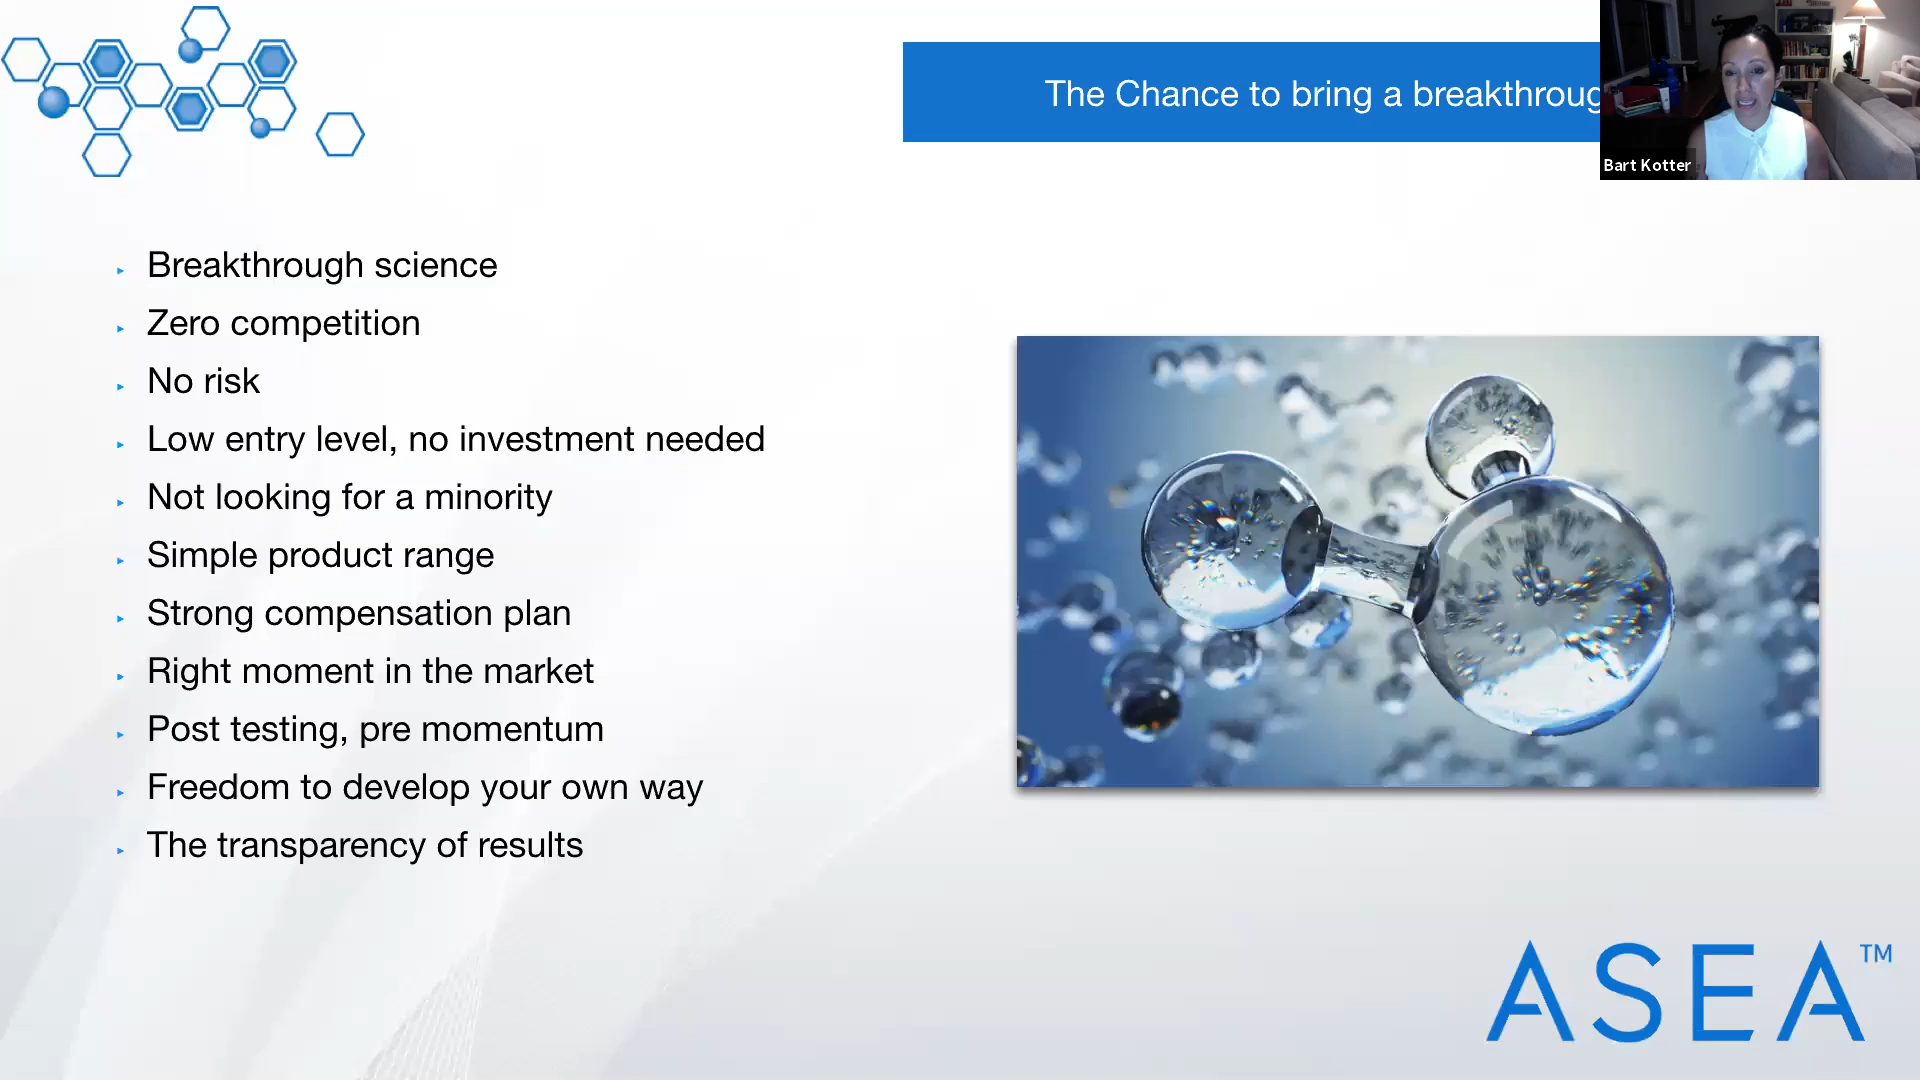 The Chance to bring a breakthroug
Bart Kotter
Breakthrough science
Zero competition
No risk
Low entry level, no investment needed
Not looking for a minority
Simple product range
Strong compensation plan
Right moment in the market
Post testing, pre momentum
Freedom to develop your own way
The transparency of results
ASEA™